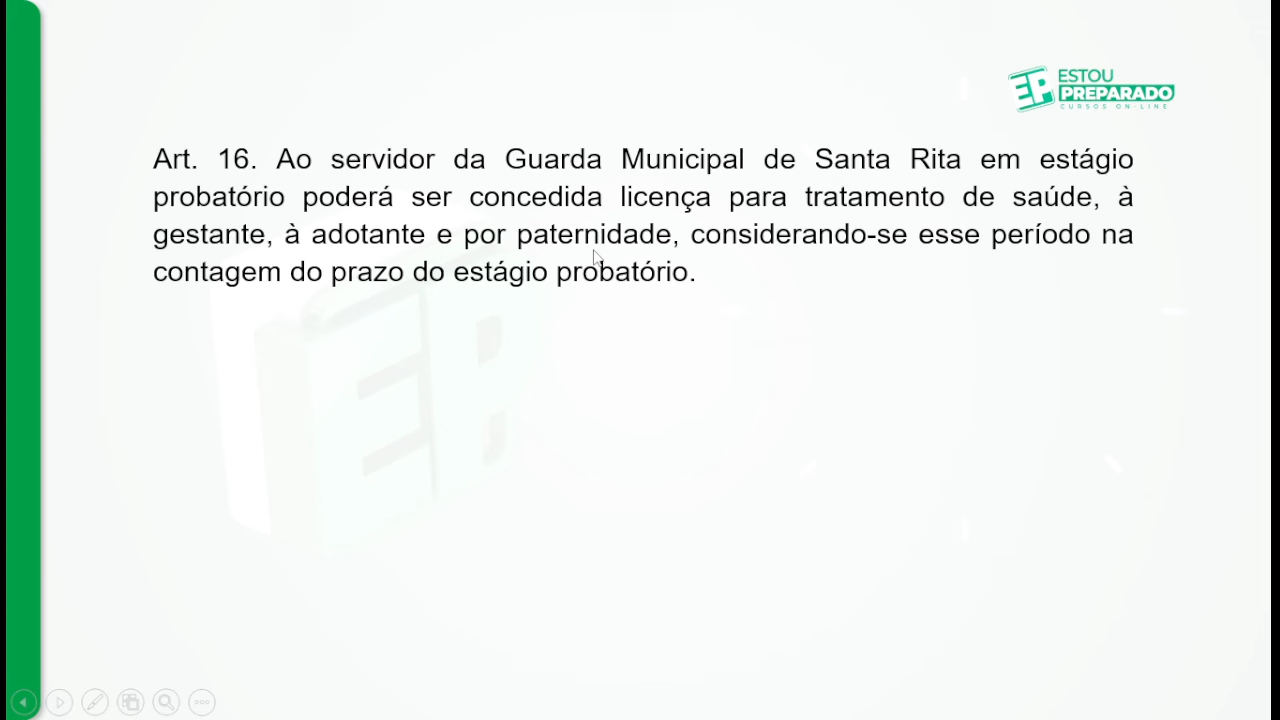 ESTOU
PREPARADO
CURSOS ON-LINE
Art. 16. Ao servidor da Guarda Municipal de Santa Rita em estágio
probatório poderá ser concedida licença para tratamento de saúde, à
gestante, à adotante e por paternidade, considerando-se esse período na
contagem do prazo do estágio probatório.